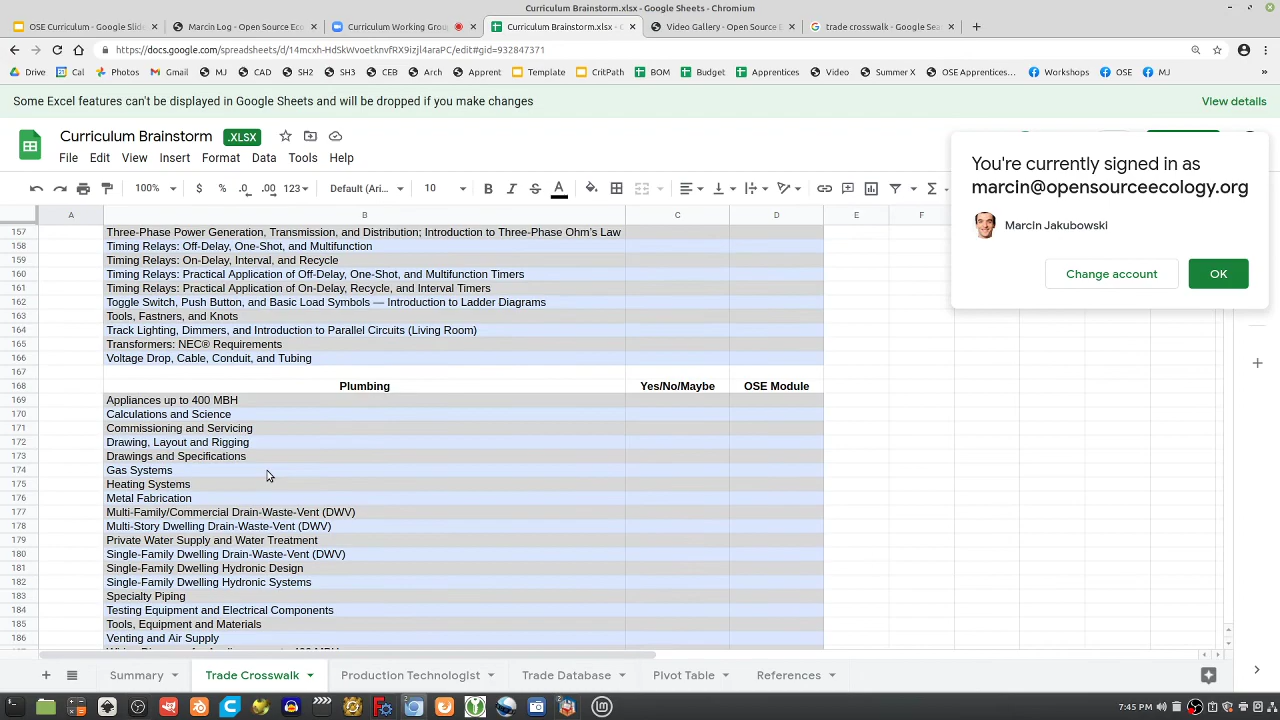 Curriculum Brainstorm.xlsx - Google Sheets - Chromium
OSE Curriculum - Google Slide
Marcin Log - Open Source Eco
Curriculum Working Grou
Curriculum Brainstorm.xlsx -
Video Gallery - Open Source E
trade crosswalk - Google Sea
https://docs.google.com/spreadsheets/d/14mcxh-HdSkWvoetknvfRX9izjl4araPC/edit#gid=932847371
Drive
Cal
Photos
Gmail
MJ
CAD
SH2
SH3
CEB
Arch
Apprent
Template
CritPath
BOM
Budget
Apprentices
Video
Summer X
OSE Apprentices...
Workshops
OSE
MJ
»
Some Excel features can't be displayed in Google Sheets and will be dropped if you make changes
View details
Curriculum Brainstorm .XLSX
File Edit View Insert Format Data Tools Help
You're currently signed in as
marcin@opensourceecology.org
Marcin Jakubowski
Change account
OK
100% $ % .0 .00 123 Default (Ari... 10 B I S A Σ
A B C D E F
157 Three-Phase Power Generation, Transmission, and Distribution; Introduction to Three-Phase Ohm's Law
158 Timing Relays: Off-Delay, One-Shot, and Multifunction
159 Timing Relays: On-Delay, Interval, and Recycle
160 Timing Relays: Practical Application of Off-Delay, One-Shot, and Multifunction Timers
161 Timing Relays: Practical Application of On-Delay, Recycle, and Interval Timers
162 Toggle Switch, Push Button, and Basic Load Symbols — Introduction to Ladder Diagrams
163 Tools, Fasteners, and Knots
164 Track Lighting, Dimmers, and Introduction to Parallel Circuits (Living Room)
165 Transformers: NEC® Requirements
166 Voltage Drop, Cable, Conduit, and Tubing
167
168 Plumbing Yes/No/Maybe OSE Module
169 Appliances up to 400 MBH
170 Calculations and Science
171 Commissioning and Servicing
172 Drawing, Layout and Rigging
173 Drawings and Specifications
174 Gas Systems
175 Heating Systems
176 Metal Fabrication
177 Multi-Family/Commercial Drain-Waste-Vent (DWV)
178 Multi-Story Dwelling Drain-Waste-Vent (DWV)
179 Private Water Supply and Water Treatment
180 Single-Family Dwelling Drain-Waste-Vent (DWV)
181 Single-Family Dwelling Hydronic Design
182 Single-Family Dwelling Hydronic Systems
183 Specialty Piping
184 Testing Equipment and Electrical Components
185 Tools, Equipment and Materials
186 Venting and Air Supply
Summary
Trade Crosswalk
Production Technologist
Trade Database
Pivot Table
References
7:45 PM